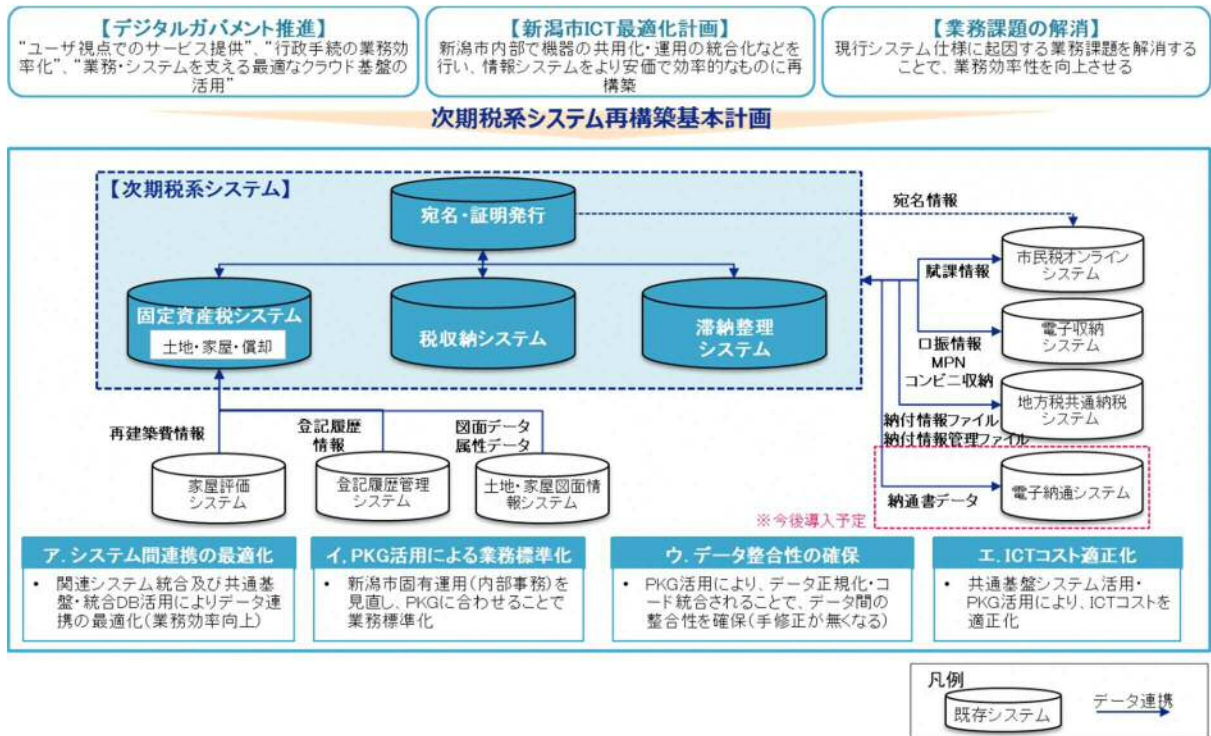 【デジタルガバメント推進】
“ユーザ視点でのサービス提供”、“行政手続の業務効
率化”、“業務・システムを支える最適なクラウド基盤の
活用”
【新潟市ICT最適化計画】
新潟市内部で機器の共用化・運用の統合化などを
行い、情報システムをより安価で効率的なものに再
構築
【業務課題の解消】
現行システム仕様に起因する業務課題を解消する
ことで、業務効率性を向上させる
次期税系システム再構築基本計画
【次期税系システム】
宛名・証明発行
固定資産税システム
土地・家屋・償却
税収納システム
滞納整理
システム
宛名情報
市民税オンライン
システム
賦課情報
電子収納
システム
口振情報
MPN
コンビニ収納
地方税共通納税
システム
納付情報ファイル
納付情報管理ファイル
電子納通システム
納通書データ
※今後導入予定
再建築費情報
登記履歴
情報
図面データ
属性データ
家屋評価
システム
登記履歴管理
システム
土地・家屋図面情
報システム
ア．システム間連携の最適化
• 関連システム統合及び共通基
盤・統合DB活用によりデータ連
携の最適化(業務効率向上)
イ．PKG活用による業務標準化
• 新潟市固有運用(内部事務)を
見直し、PKGに合わせることで
業務標準化
ウ．データ整合性の確保
• PKG活用により、データ正規化・コ
ード統合されることで、データ間の
整合性を確保(手修正が無くなる)
エ．ICTコスト適正化
• 共通基盤システム活用・
PKG活用により、ICTコストを
適正化
凡例
既存システム
データ連携